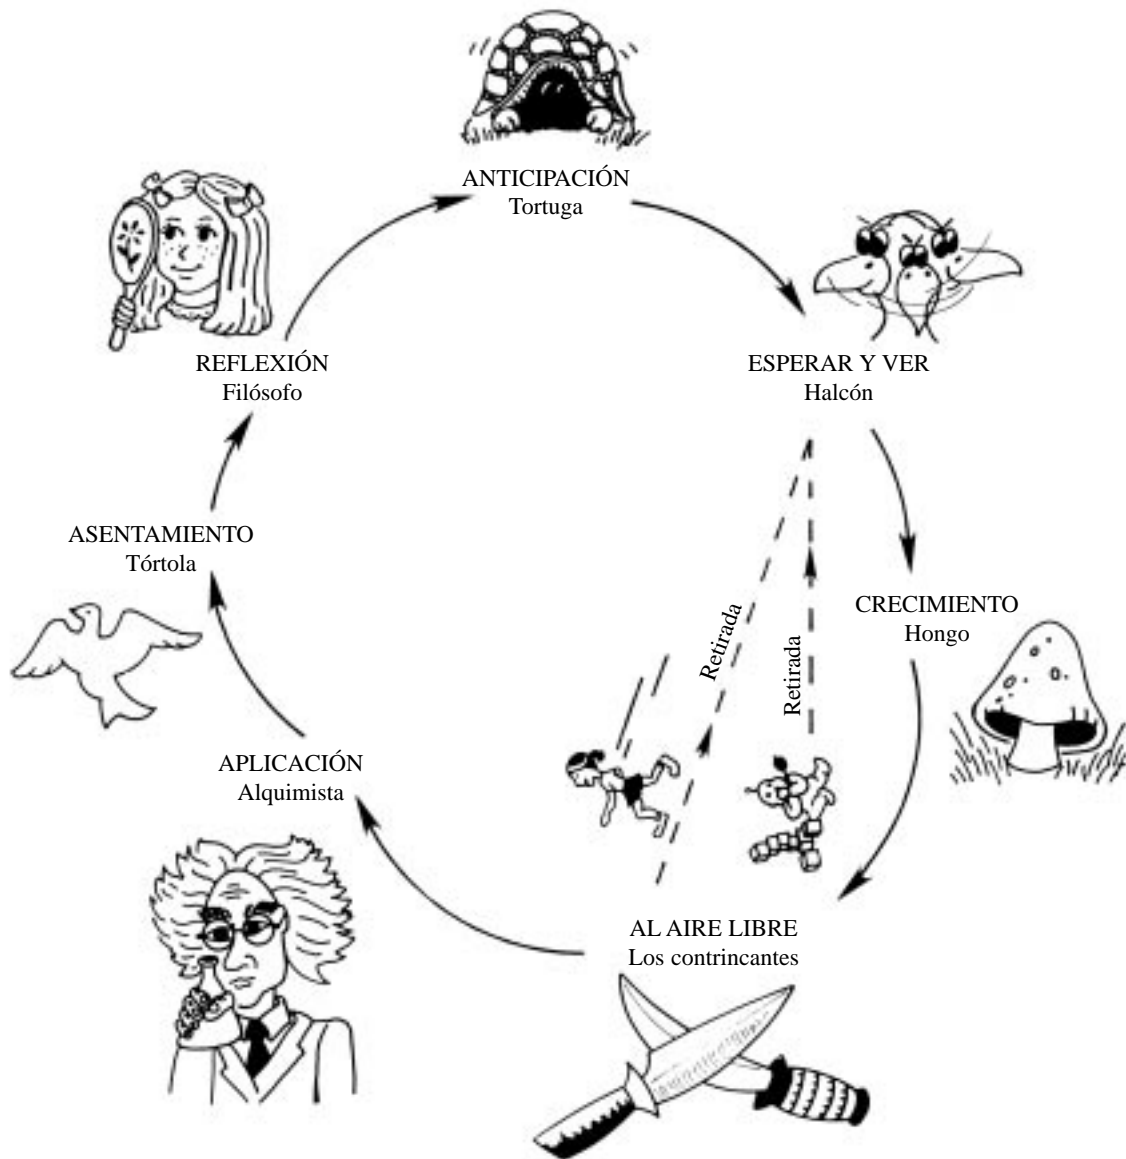 ANTICIPACIÓN
Tortuga
REFLEXIÓN
Filósofo
ESPERAR Y VER
Halcón
ASENTAMIENTO
Tórtola
CRECIMIENTO
Hongo
Retirada
Retirada
APLICACIÓN
Alquimista
AL AIRE LIBRE
Los contrincantes